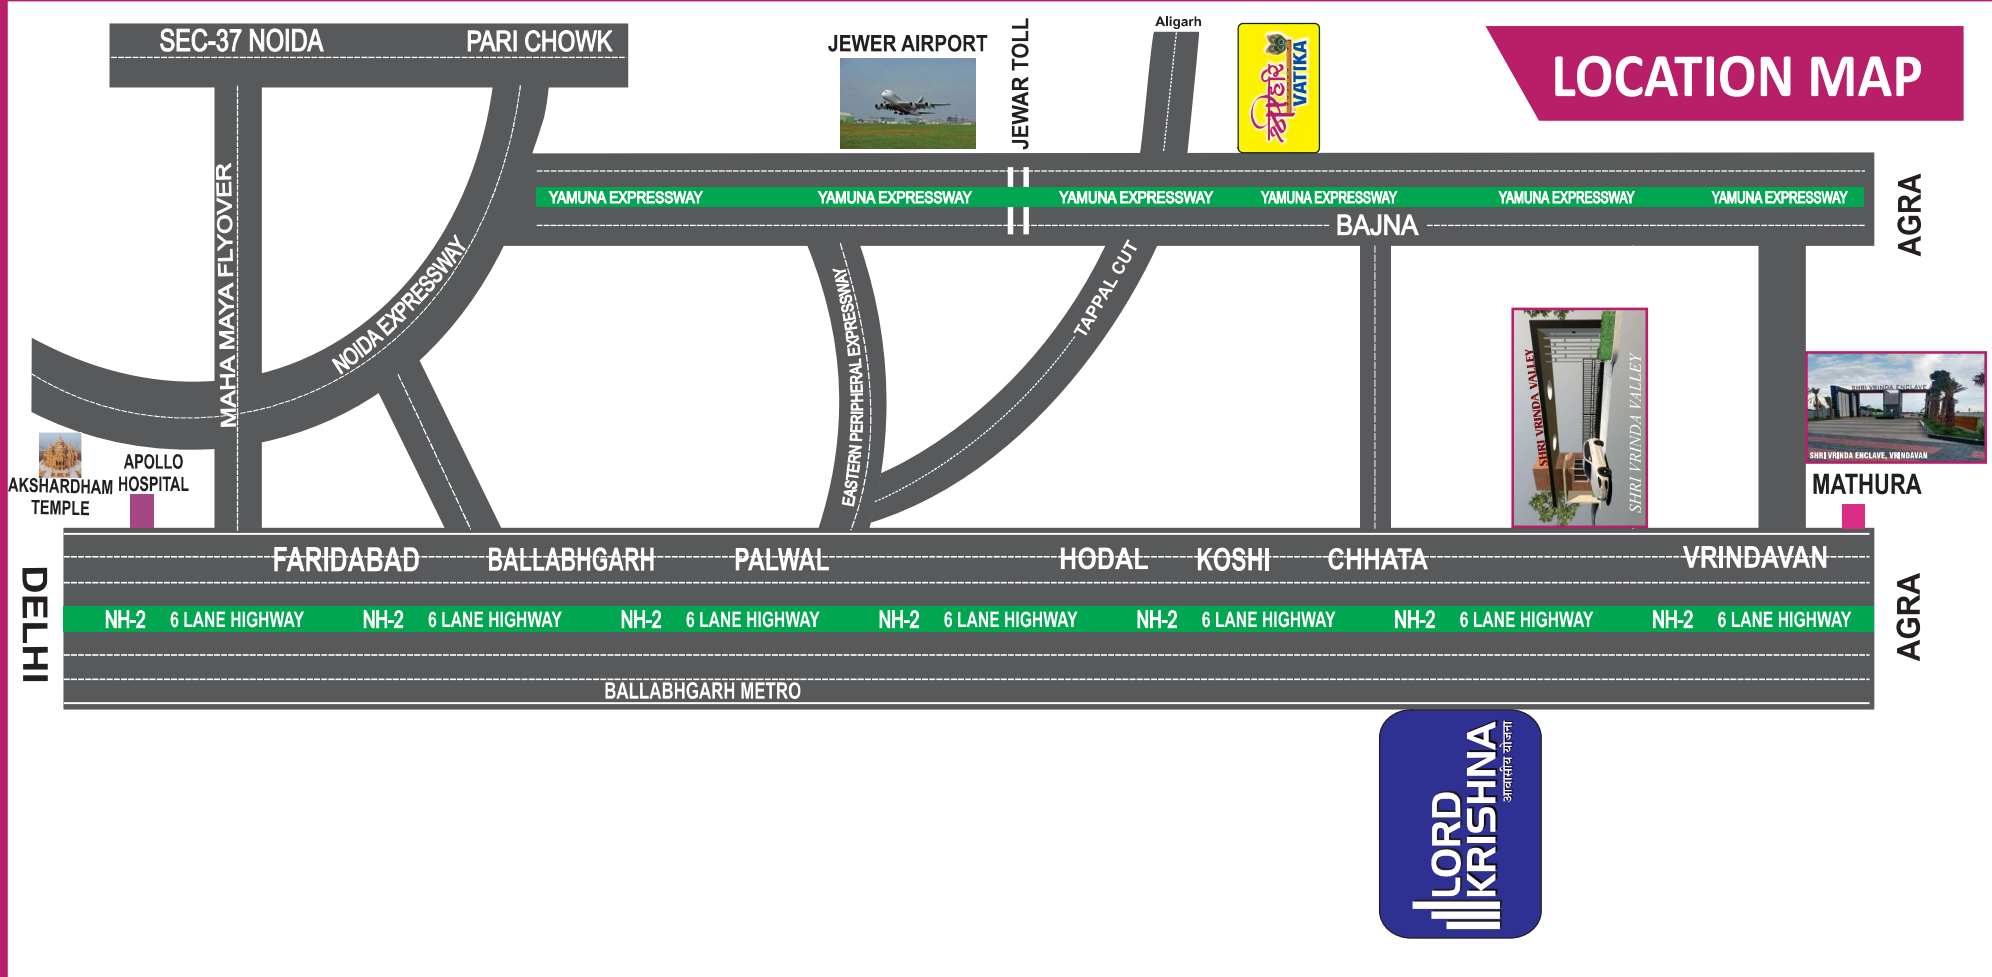 SEC-37 NOIDA
PARI CHOWK
JEWER AIRPORT
JEWAR TOLL
Aligarh
श्रीहरि
VATIKA
LOCATION MAP
MAHA MAYA FLYOVER
NOIDA EXPRESSWAY
YAMUNA EXPRESSWAY
YAMUNA EXPRESSWAY
YAMUNA EXPRESSWAY
YAMUNA EXPRESSWAY
YAMUNA EXPRESSWAY
YAMUNA EXPRESSWAY
BAJNA
AGRA
EASTERN PERIPHERAL EXPRESSWAY
TAPPAL CUT
SHRI VRINDA VALLEY
SHRI VRINDA VALLEY
SHRI VRINDA ENCLAVE
SHRI VRINDA ENCLAVE, VRINDAVAN
MATHURA
AKSHARDHAM
TEMPLE
APOLLO
HOSPITAL
DELHI
FARIDABAD
BALLABHGARH
PALWAL
HODAL
KOSHI
CHHATA
VRINDAVAN
NH-2 6 LANE HIGHWAY
NH-2 6 LANE HIGHWAY
NH-2 6 LANE HIGHWAY
NH-2 6 LANE HIGHWAY
NH-2 6 LANE HIGHWAY
NH-2 6 LANE HIGHWAY
NH-2 6 LANE HIGHWAY
AGRA
BALLABHGARH METRO
LORD
KRISHNA
आवासीय योजना